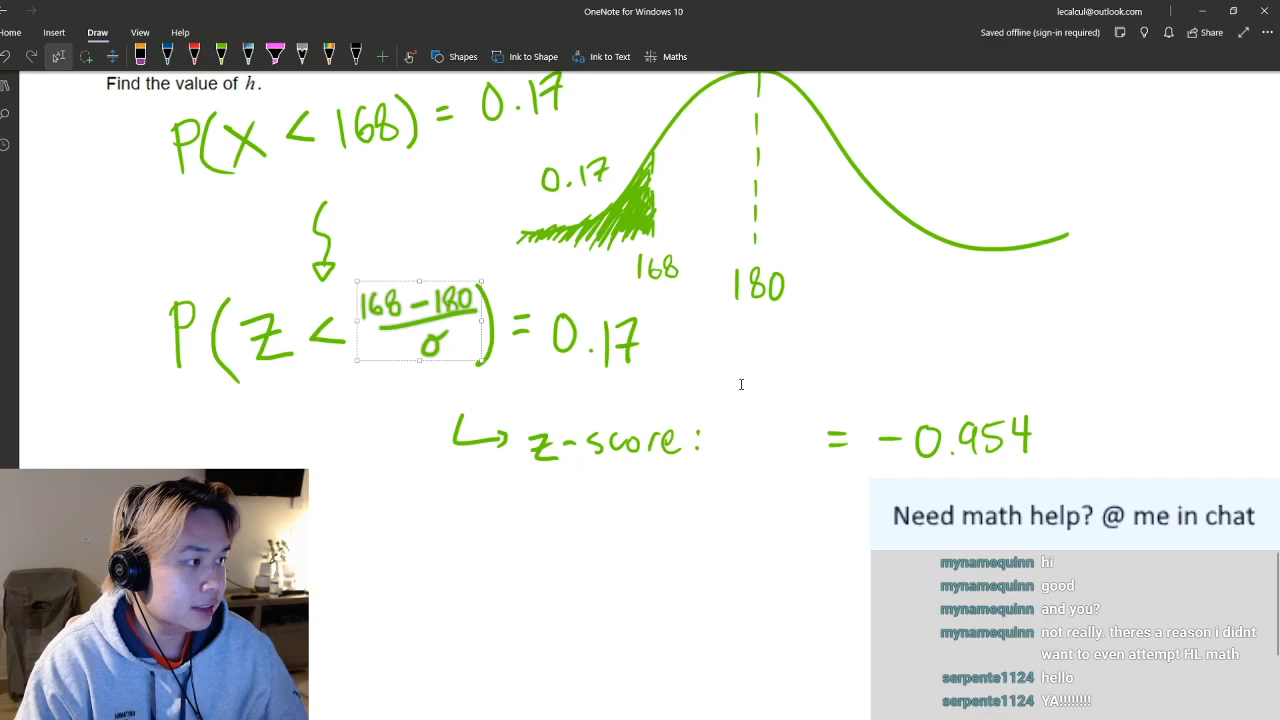 OneNote for Windows 10
lecalcul@outlook.com
Home Insert Draw View Help
Saved offline (sign-in required)
Share
Shapes
Ink to Shape
Ink to Text
Maths
Find the value of h.
P(X < 168) = 0.17
0.17
168
180
P(Z < (168 - 180)/σ) = 0.17
z-score: = -0.954
Need math help? @ me in chat
mynamequinn hi
mynamequinn good
mynamequinn and you?
mynamequinn not really. theres a reason i didnt
want to even attempt HL math
serpente1124 hello
serpente1124 YA!!!!!!!!